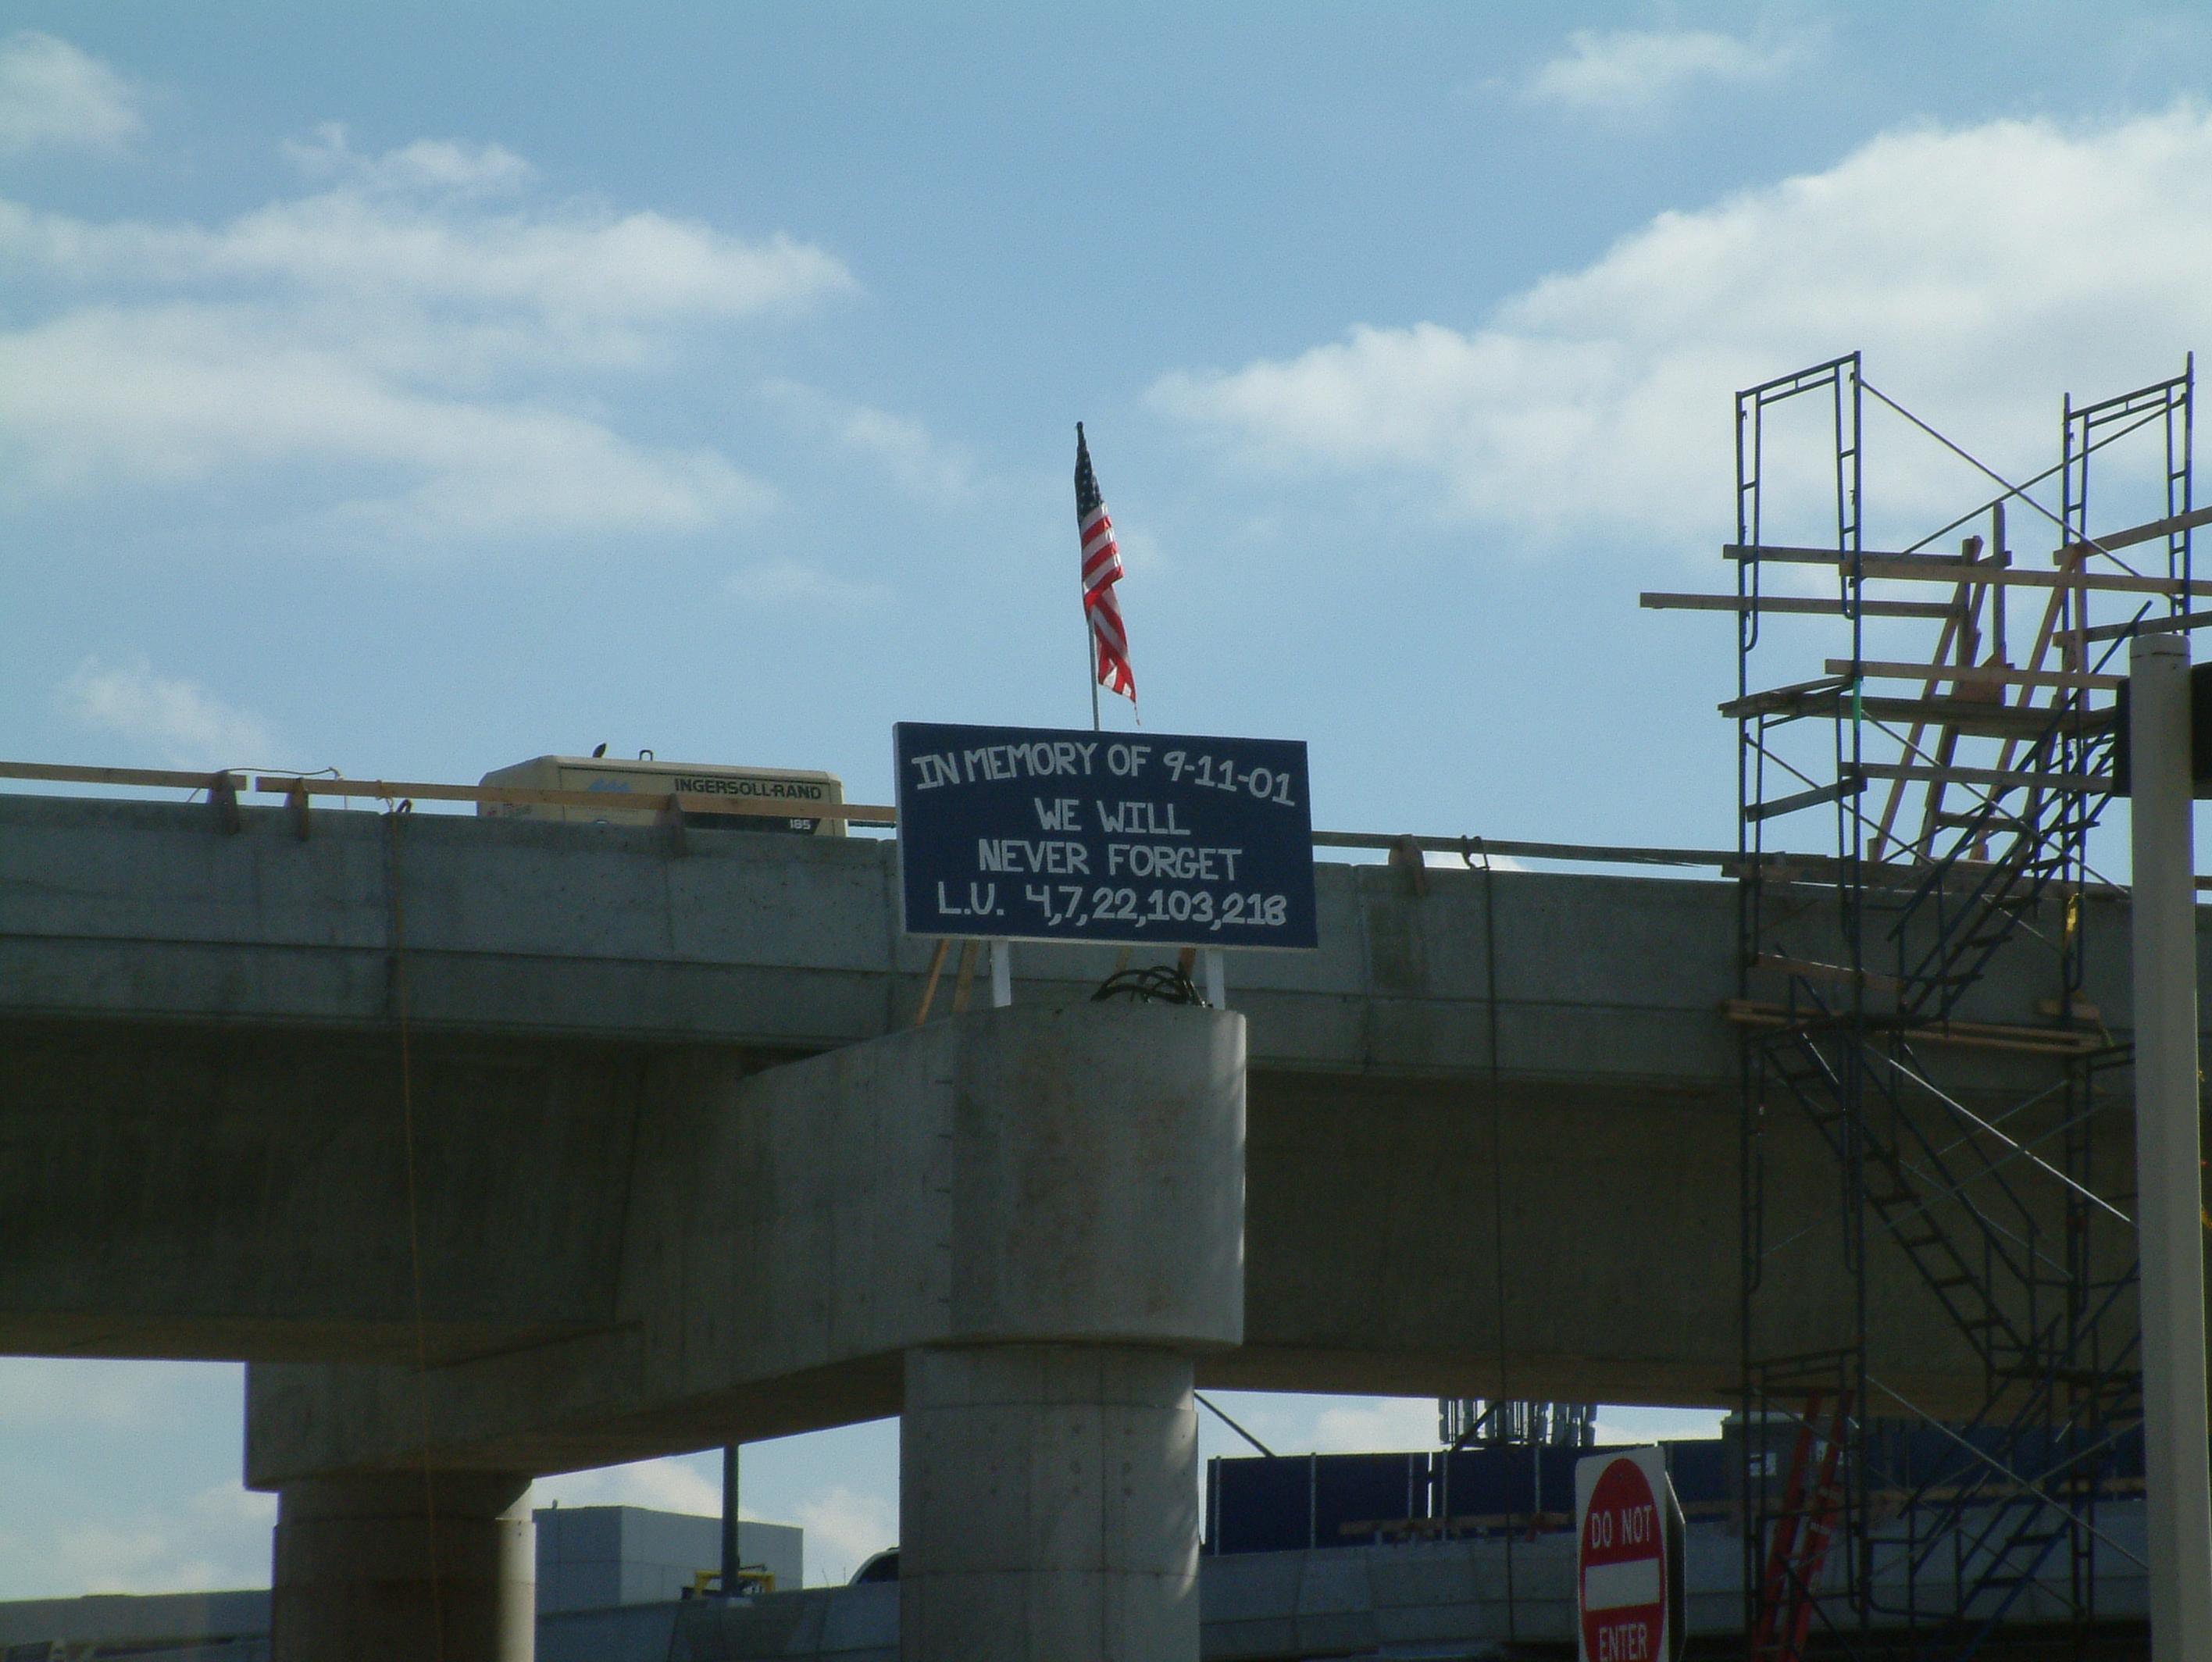 INGERSOLL-RAND
185
IN MEMORY OF 9-11-01
WE WILL
NEVER FORGET
L.U. 4,7,22,103,218
DO NOT
ENTER